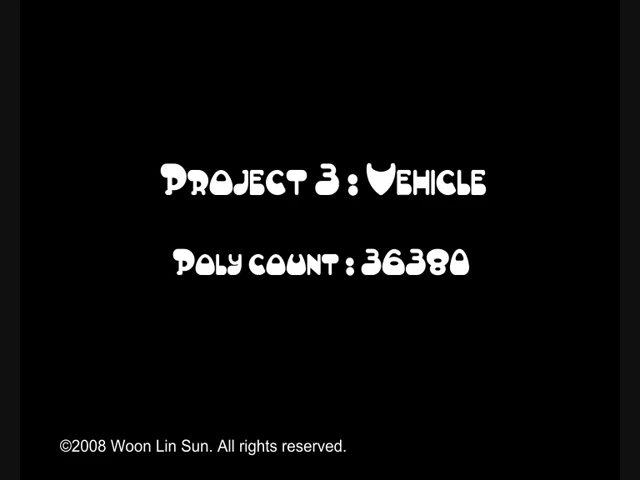 Project 3 : Vehicle
Poly count : 36380
©2008 Woon Lin Sun. All rights reserved.